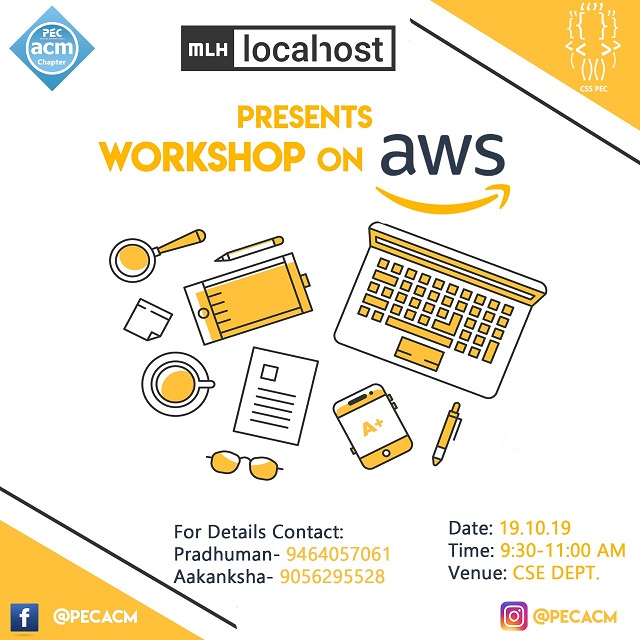 PEC
acm
Chapter
MLH locahost
CSS PEC
PRESENTS
WORKSHOP ON aws
A+
For Details Contact:
Pradhuman- 9464057061
Aakanksha- 9056295528
Date: 19.10.19
Time: 9:30-11:00 AM
Venue: CSE DEPT.
f @PECACM
@PECACM